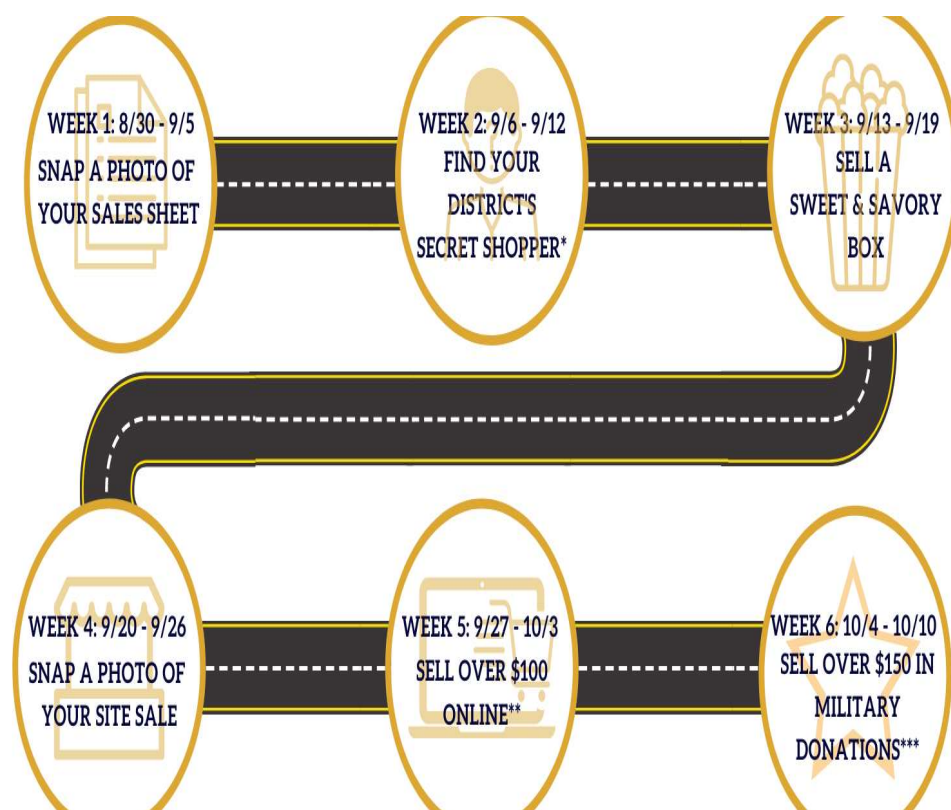 WEEK 1: 8/30 - 9/5
SNAP A PHOTO OF
YOUR SALES SHEET
WEEK 2: 9/6 - 9/12
FIND YOUR
DISTRICT'S
SECRET SHOPPER*
WEEK 3: 9/13 - 9/19
SELL A
SWEET & SAVORY
BOX
WEEK 4: 9/20 - 9/26
SNAP A PHOTO OF
YOUR SITE SALE
WEEK 5: 9/27 - 10/3
SELL OVER $100
ONLINE**
WEEK 6: 10/4 - 10/10
SELL OVER $150 IN
MILITARY
DONATIONS***